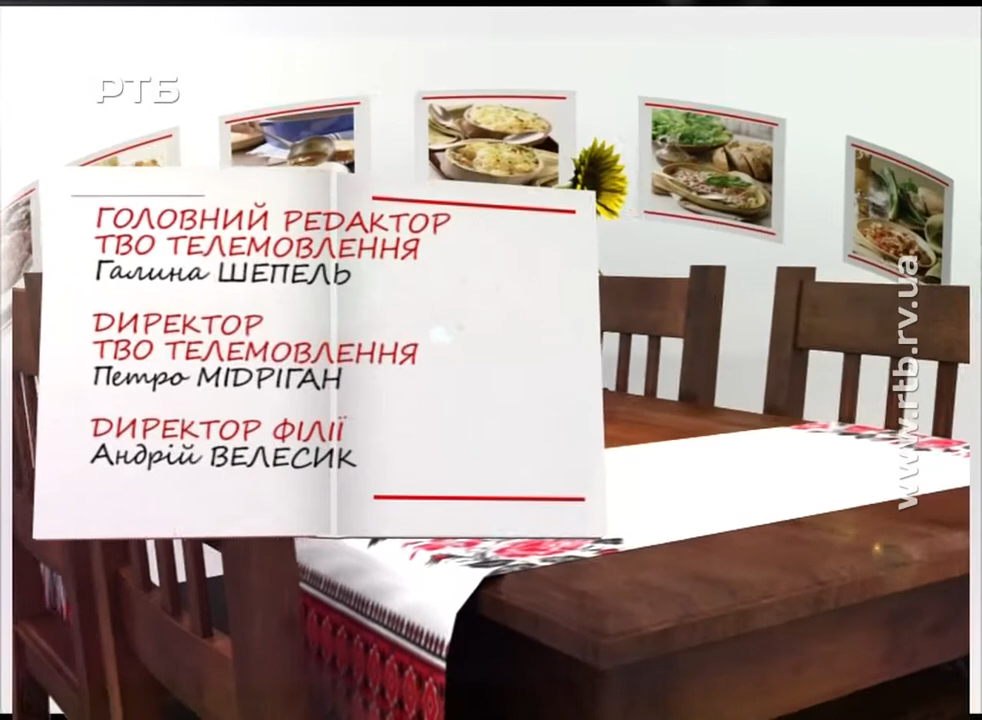 РТБ
ГОЛОВНИЙ РЕДАКТОР
ТВО ТЕЛЕМОВЛЕННЯ
Галина ШЕПЕЛЬ
ДИРЕКТОР
ТВО ТЕЛЕМОВЛЕННЯ
Петро МІДРІГАН
ДИРЕКТОР ФІЛІЇ
Андрій ВЕЛЕСИК
www.rtb.rv.ua